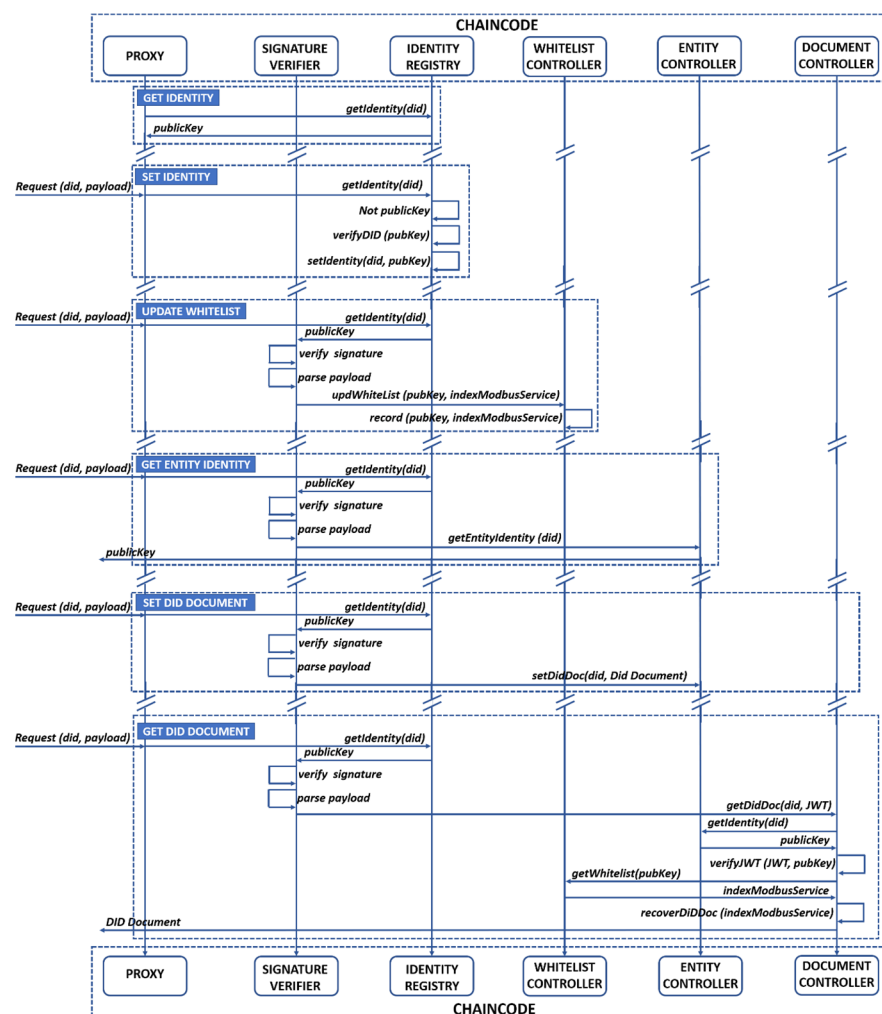 CHAINCODE
PROXY
SIGNATURE
VERIFIER
IDENTITY
REGISTRY
WHITELIST
CONTROLLER
ENTITY
CONTROLLER
DOCUMENT
CONTROLLER
GET IDENTITY
getIdentity(did)
publicKey
SET IDENTITY
Request (did, payload)
getIdentity(did)
Not publicKey
verifyDID (pubKey)
setIdentity(did, pubKey)
UPDATE WHITELIST
Request (did, payload)
getIdentity(did)
publicKey
verify signature
parse payload
updWhiteList (pubKey, indexModbusService)
record (pubKey, indexModbusService)
GET ENTITY IDENTITY
Request (did, payload)
getIdentity(did)
publicKey
verify signature
parse payload
getEntityIdentity (did)
publicKey
SET DID DOCUMENT
Request (did, payload)
getIdentity(did)
publicKey
verify signature
parse payload
setDidDoc(did, Did Document)
GET DID DOCUMENT
Request (did, payload)
getIdentity(did)
publicKey
verify signature
parse payload
getDidDoc(did, JWT)
getIdentity(did)
publicKey
verifyJWT (JWT, pubKey)
getWhitelist(pubKey)
indexModbusService
recoverDiDDoc (indexModbusService)
DID Document
PROXY
SIGNATURE
VERIFIER
IDENTITY
REGISTRY
WHITELIST
CONTROLLER
ENTITY
CONTROLLER
DOCUMENT
CONTROLLER
CHAINCODE